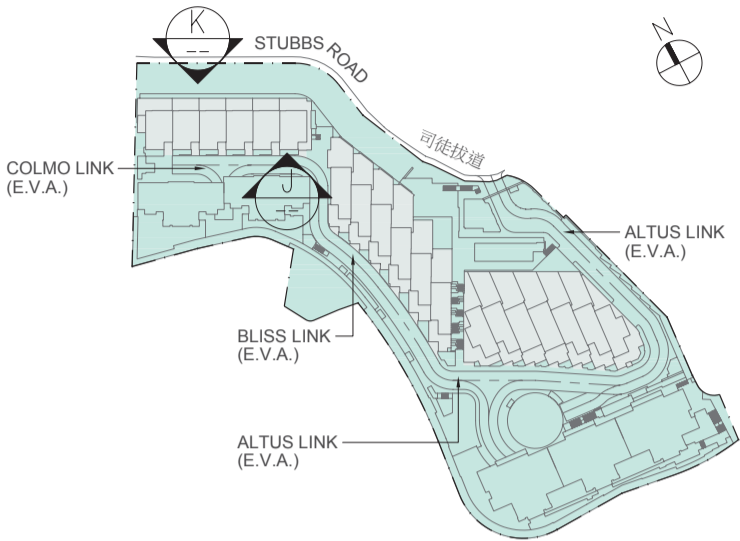 K
--
STUBBS ROAD
N
司徒拔道
COLMO LINK
(E.V.A.)
J
--
ALTUS LINK
(E.V.A.)
BLISS LINK
(E.V.A.)
ALTUS LINK
(E.V.A.)